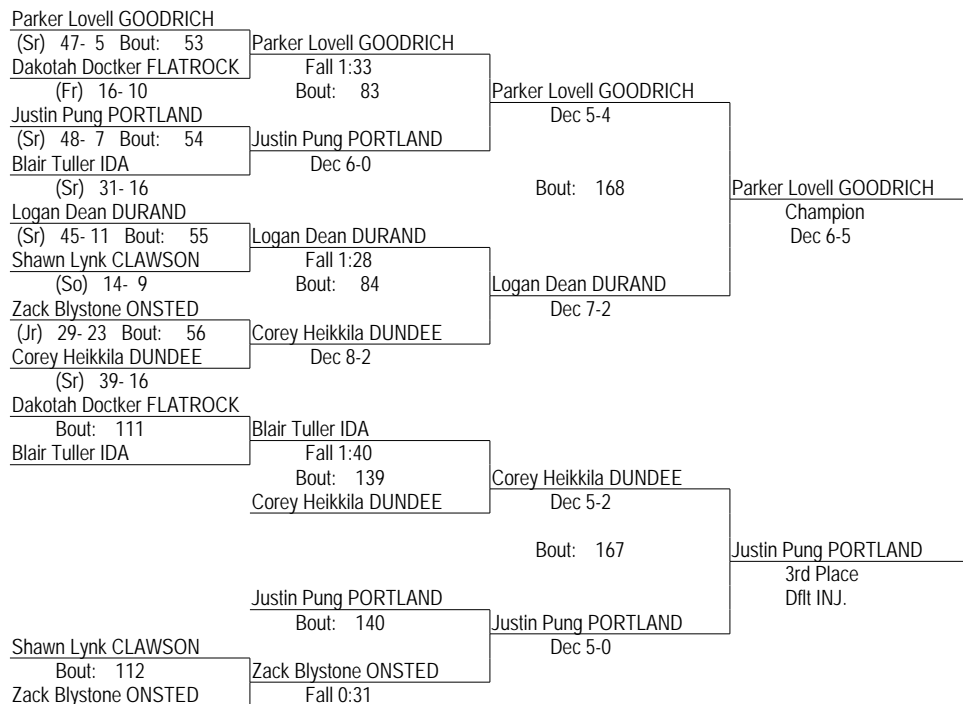 Parker Lovell GOODRICH
(Sr) 47- 5 Bout: 53
Dakotah Doctker FLATROCK
(Fr) 16- 10
Justin Pung PORTLAND
(Sr) 48- 7 Bout: 54
Blair Tuller IDA
(Sr) 31- 16
Logan Dean DURAND
(Sr) 45- 11 Bout: 55
Shawn Lynk CLAWSON
(So) 14- 9
Zack Blystone ONSTED
(Jr) 29- 23 Bout: 56
Corey Heikkila DUNDEE
(Sr) 39- 16
Dakotah Doctker FLATROCK
Bout: 111
Blair Tuller IDA
Shawn Lynk CLAWSON
Bout: 112
Zack Blystone ONSTED
Parker Lovell GOODRICH
Fall 1:33
Bout: 83
Justin Pung PORTLAND
Dec 6-0
Logan Dean DURAND
Fall 1:28
Bout: 84
Corey Heikkila DUNDEE
Dec 8-2
Blair Tuller IDA
Fall 1:40
Bout: 139
Corey Heikkila DUNDEE
Justin Pung PORTLAND
Bout: 140
Zack Blystone ONSTED
Fall 0:31
Parker Lovell GOODRICH
Dec 5-4
Bout: 168
Logan Dean DURAND
Dec 7-2
Corey Heikkila DUNDEE
Dec 5-2
Bout: 167
Justin Pung PORTLAND
Dec 5-0
Parker Lovell GOODRICH
Champion
Dec 6-5
Justin Pung PORTLAND
3rd Place
Dflt INJ.